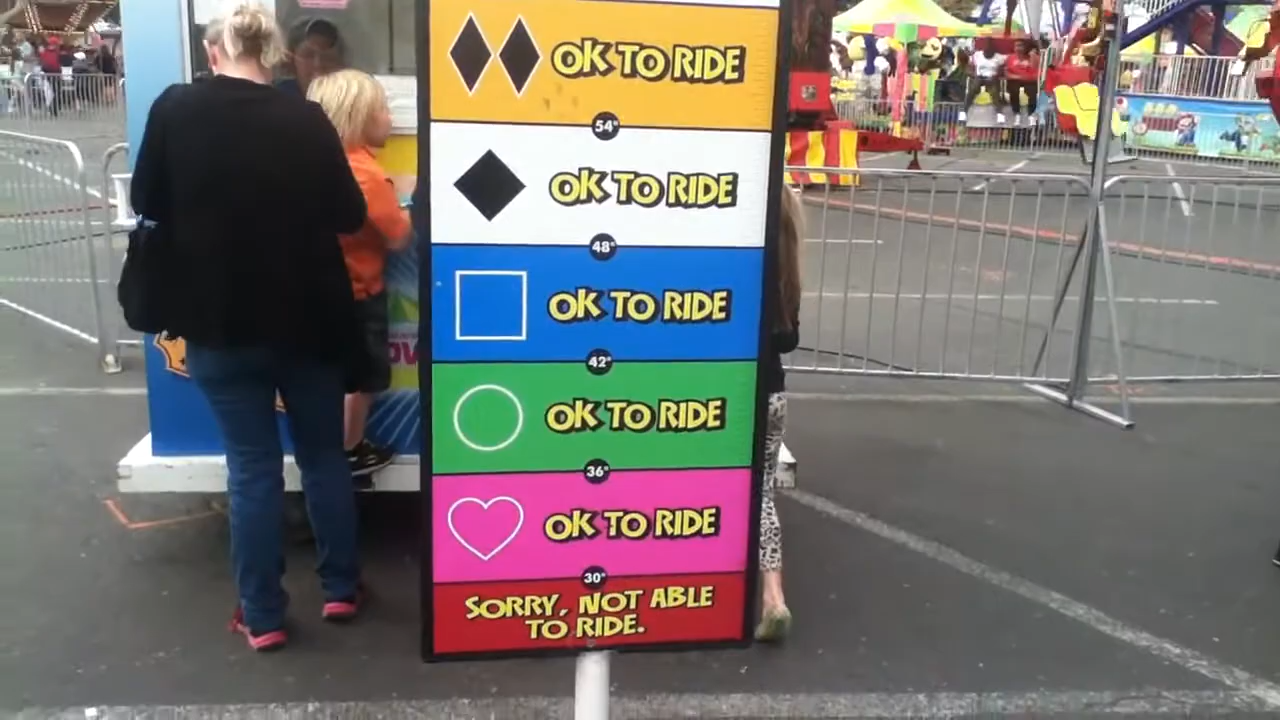 OK TO RIDE
54"
OK TO RIDE
48"
OK TO RIDE
42"
OK TO RIDE
36"
OK TO RIDE
30"
SORRY, NOT ABLE
TO RIDE.